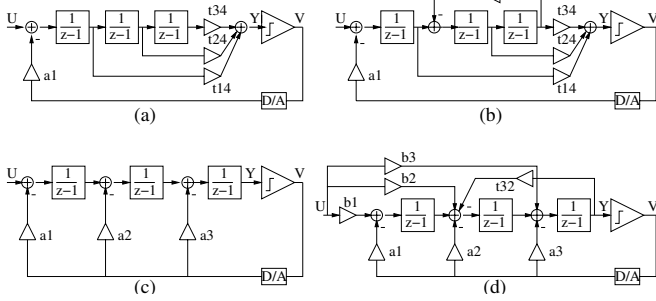 t34
U - 1 z-1 1 z-1 1 z-1 t24 Y V
a1 t14
D/A
(a)
t34
U - - 1 z-1 1 z-1 1 z-1 t24 Y V
a1 t14
D/A
(b)
U - 1 z-1 - 1 z-1 - 1 z-1 Y V
a1 a2 a3
D/A
(c)
b3
b2 t32
U b1 - 1 z-1 - - 1 z-1 - 1 z-1 Y V
a1 a2 a3
D/A
(d)